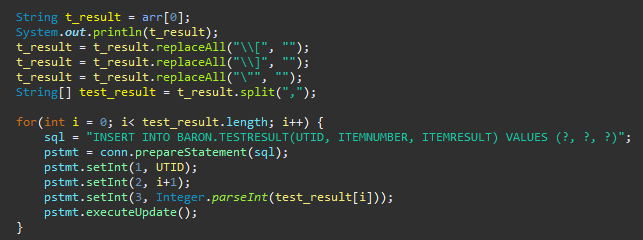 String t_result = arr[0];
System.out.println(t_result);
t_result = t_result.replaceAll("\\[", "");
t_result = t_result.replaceAll("\\]", "");
t_result = t_result.replaceAll("\"", "");
String[] test_result = t_result.split(",");
for(int i = 0; i< test_result.length; i++) {
sql = "INSERT INTO BARON.TESTRESULT(UTID, ITEMNUMBER, ITEMRESULT) VALUES (?, ?, ?)";
pstmt = conn.prepareStatement(sql);
pstmt.setInt(1, UTID);
pstmt.setInt(2, i+1);
pstmt.setInt(3, Integer.parseInt(test_result[i]));
pstmt.executeUpdate();
}